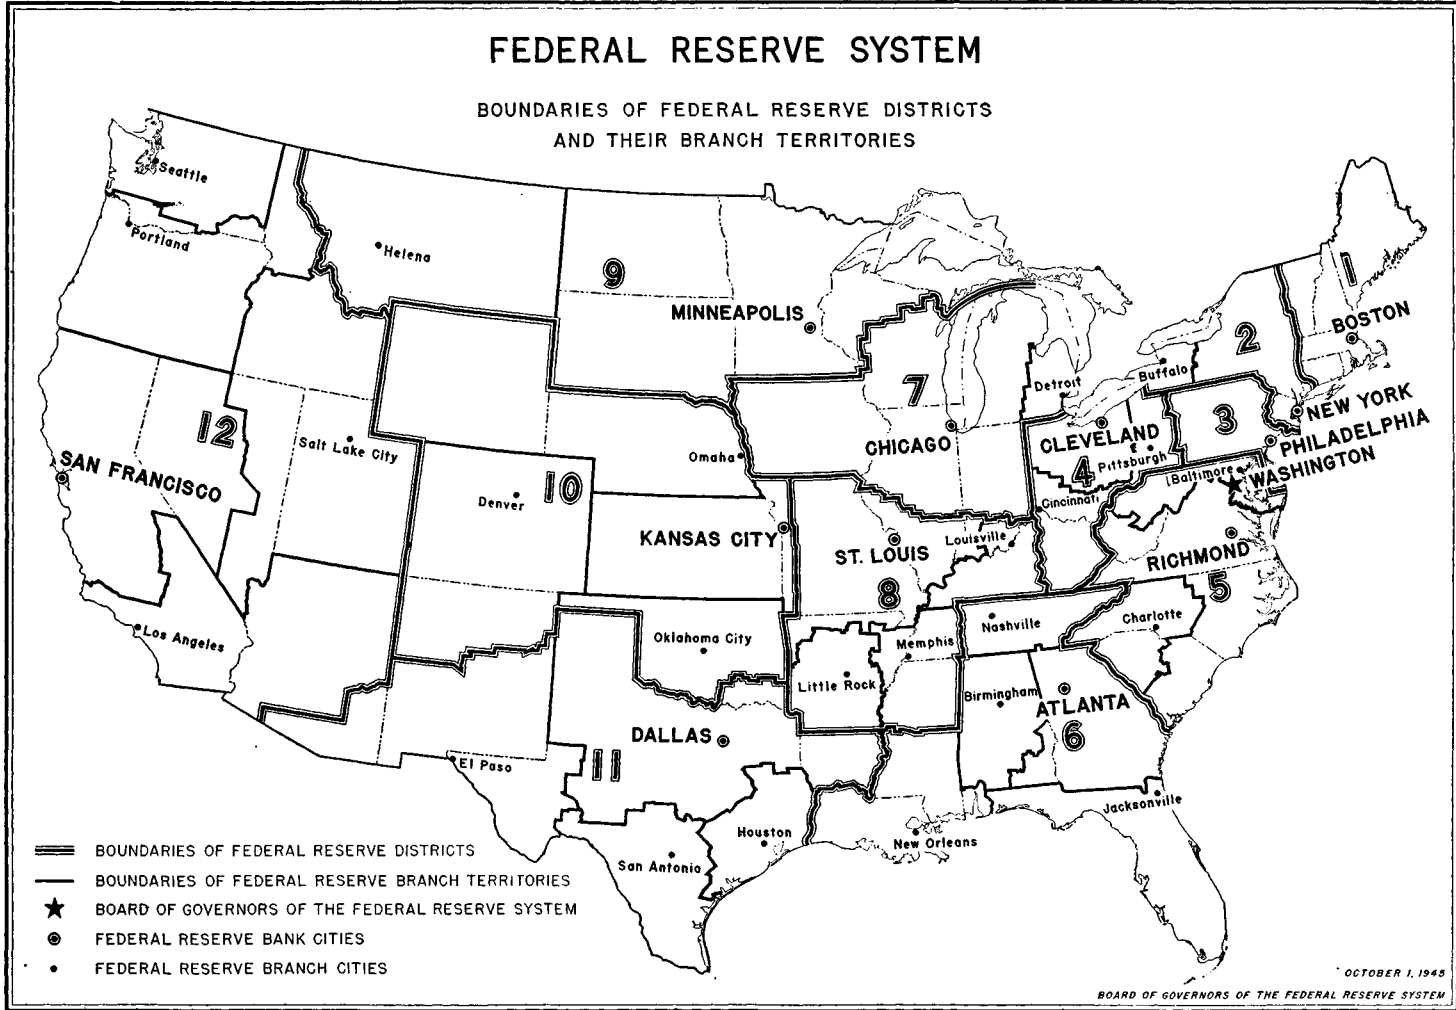 FEDERAL RESERVE SYSTEM
BOUNDARIES OF FEDERAL RESERVE DISTRICTS
AND THEIR BRANCH TERRITORIES
Seattle
Portland
Helena
9
MINNEAPOLIS
1
BOSTON
2
Buffalo
7
Detroit
NEW YORK
3
CHICAGO
CLEVELAND
PHILADELPHIA
4
Pittsburgh
WASHINGTON
Baltimore
Cincinnati
12
Salt Lake City
SAN FRANCISCO
Omaha
Denver
10
KANSAS CITY
ST. LOUIS
Louisville
RICHMOND
8
5
Los Angeles
Oklahoma City
Memphis
Nashville
Charlotte
Little Rock
Birmingham
ATLANTA
6
DALLAS
11
El Paso
Jacksonville
Houston
New Orleans
San Antonia
BOUNDARIES OF FEDERAL RESERVE DISTRICTS
BOUNDARIES OF FEDERAL RESERVE BRANCH TERRITORIES
BOARD OF GOVERNORS OF THE FEDERAL RESERVE SYSTEM
FEDERAL RESERVE BANK CITIES
FEDERAL RESERVE BRANCH CITIES
OCTOBER 1, 1945
BOARD OF GOVERNORS OF THE FEDERAL RESERVE SYSTEM